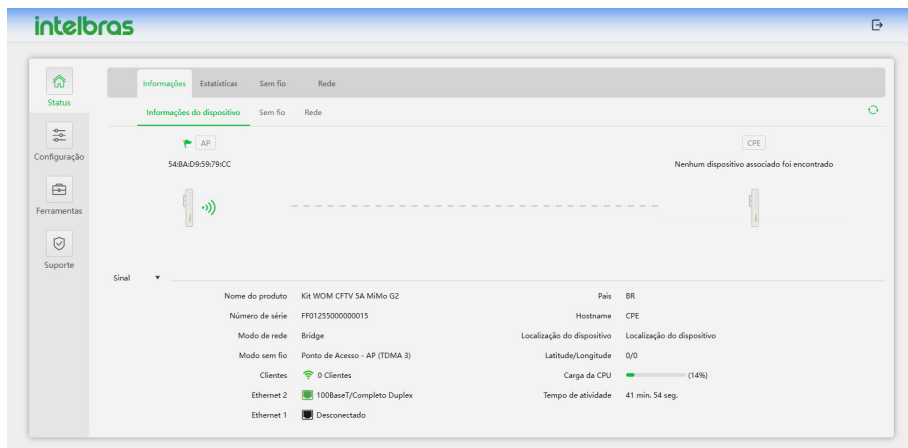 intelbras
Informações Estatísticas Sem fio Rede
Status
Informações do dispositivo Sem fio Rede
AP CPE
Configuração
54:BA:D9:59:79:CC Nenhum dispositivo associado foi encontrado
Ferramentas
Suporte
Sinal
Nome do produto Kit WOM CFTV 5A MiMo G2 País BR
Número de série FF01255000000015 Hostname CPE
Modo de rede Bridge Localização do dispositivo Localização do dispositivo
Modo sem fio Ponto de Acesso - AP (TDMA 3) Latitude/Longitude 0/0
Clientes 0 Clientes Carga da CPU (14%)
Ethernet 2 100BaseT/Completo Duplex Tempo de atividade 41 min. 54 seg.
Ethernet 1 Desconectado